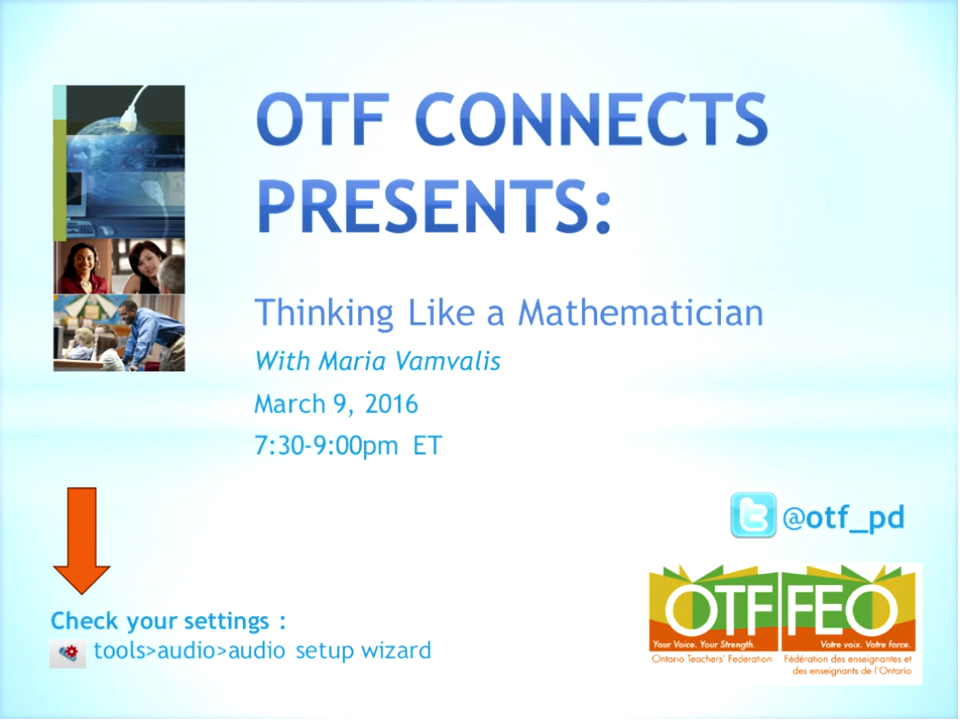 OTF CONNECTS
PRESENTS:
Thinking Like a Mathematician
With Maria Vamvalis
March 9, 2016
7:30-9:00pm ET
@otf_pd
Check your settings :
tools>audio>audio setup wizard
OTF FEO
Your Voice. Your Strength. Votre voix. Votre force.
Ontario Teachers' Federation
Fédération des enseignantes et
des enseignants de l'Ontario